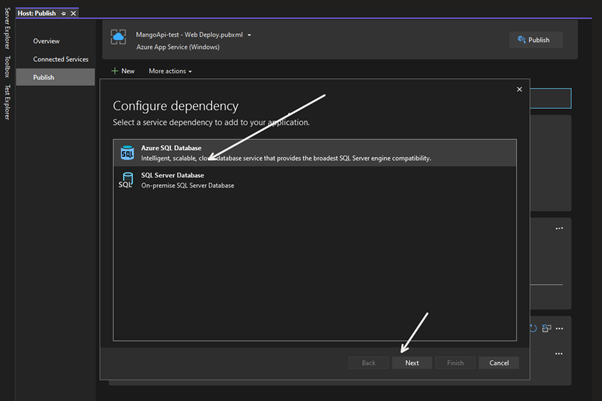 Host: Publish
Server Explorer
Toolbox
Test Explorer
Overview
Connected Services
Publish
MangoApi-test - Web Deploy.pubxml
Azure App Service (Windows)
Publish
New
More actions
Configure dependency
Select a service dependency to add to your application.
Azure SQL Database
Intelligent, scalable, cloud database service that provides the broadest SQL Server engine compatibility.
SQL
SQL Server Database
On-premise SQL Server Database
SQL
Back
Next
Finish
Cancel